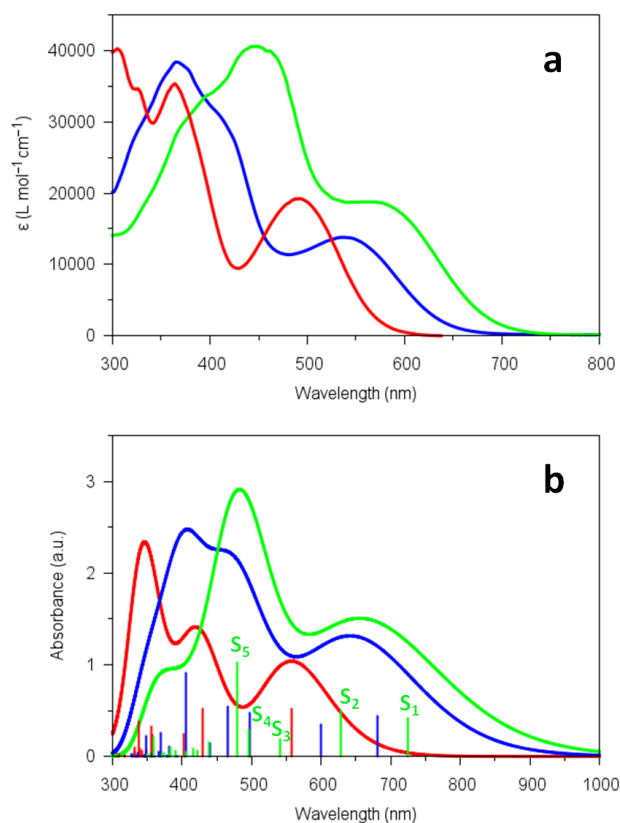 a
40000
30000
20000
10000
0
ε (L mol⁻¹cm⁻¹)
300 400 500 600 700 800
Wavelength (nm)
b
3
2
1
0
Absorbance (a.u.)
S₅
S₄ S₃ S₂ S₁
300 400 500 600 700 800 900 1000
Wavelength (nm)